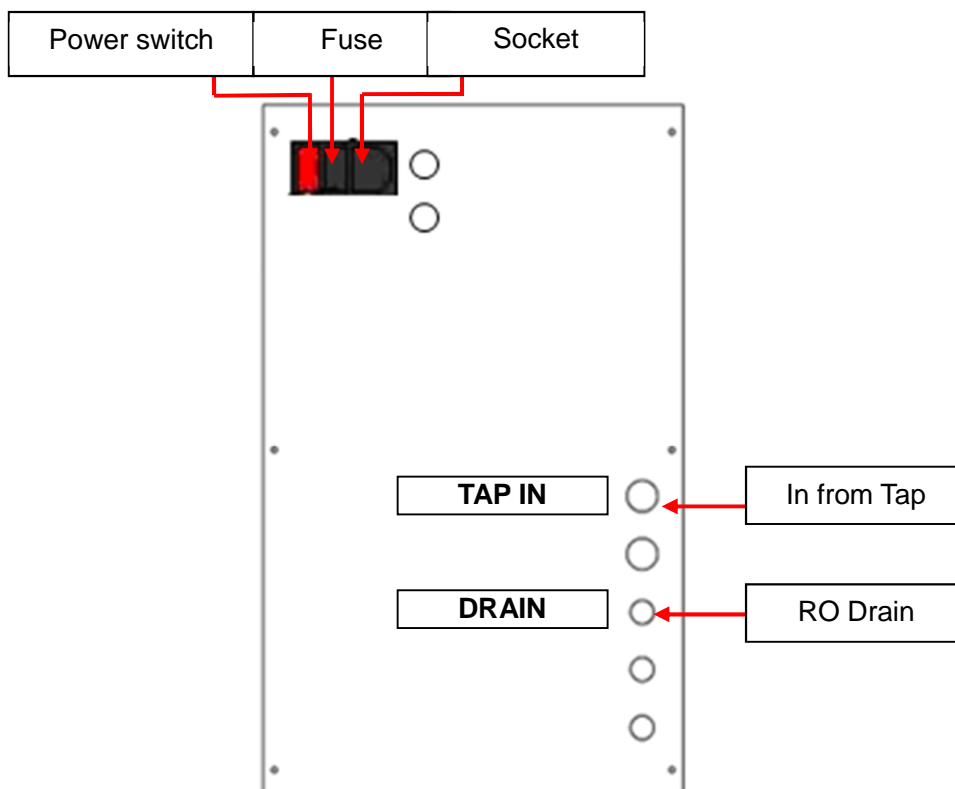 Power switch
Fuse
Socket
TAP IN
In from Tap
DRAIN
RO Drain